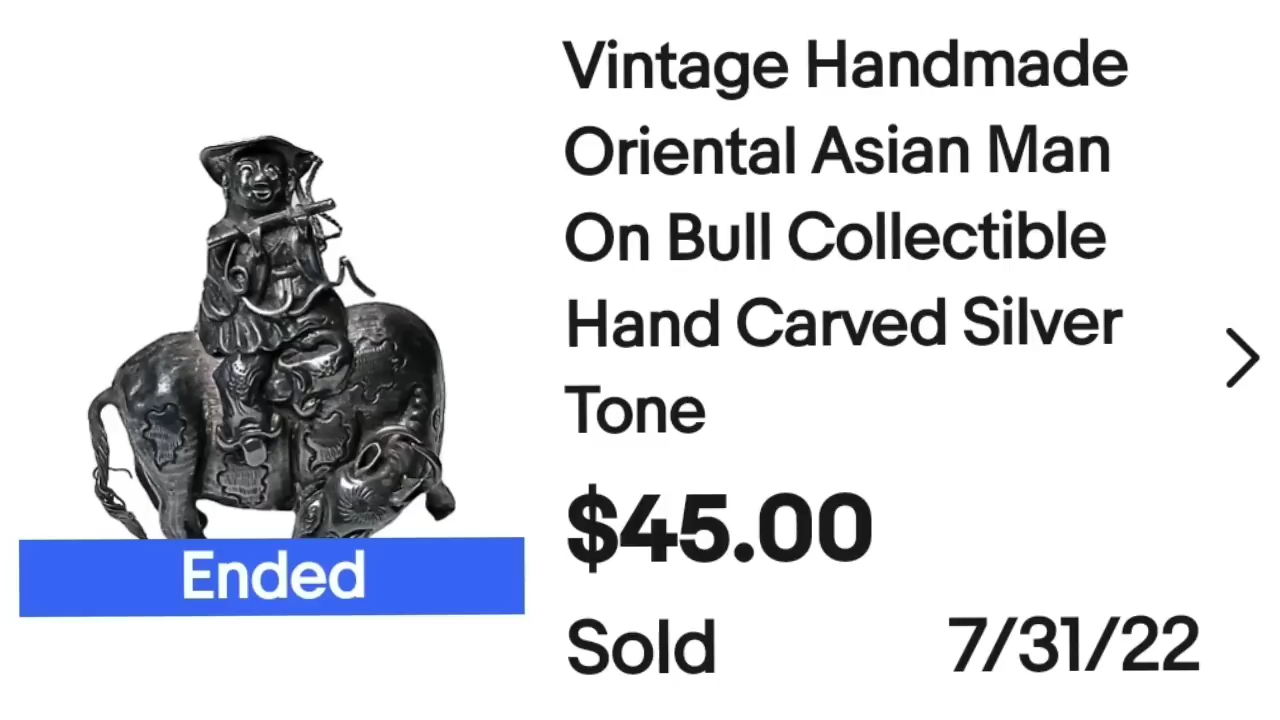 Vintage Handmade
Oriental Asian Man
On Bull Collectible
Hand Carved Silver
Tone
$45.00
Ended
Sold 7/31/22